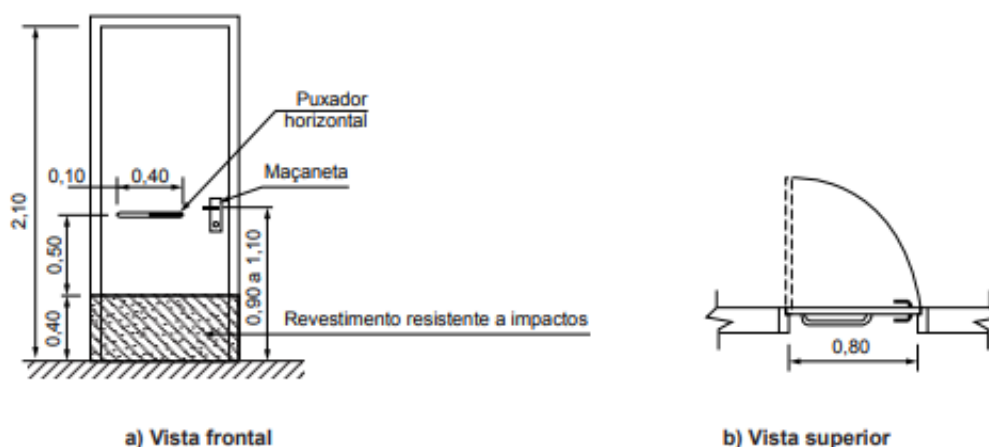 Puxador
horizontal
0,10
0,40
Maçaneta
2,10
0,50
0,90 a 1,10
0,40
Revestimento resistente a impactos
0,80
a) Vista frontal
b) Vista superior